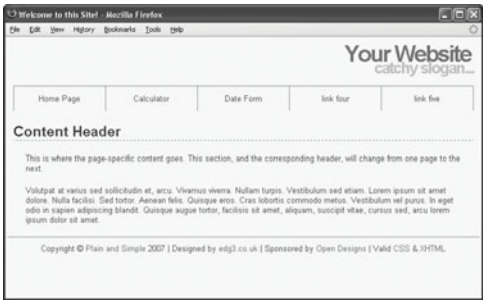 Welcome to this Site! - Mozilla Firefox
File Edit View History Bookmarks Tools Help
Your Website
catchy slogan...
Home Page Calculator Date Form link four link five
Content Header
This is where the page-specific content goes. This section, and the corresponding header, will change from one page to the
next.
Volutpat at varius sed sollicitudin et, arcu. Vivamus viverra. Nullam turpis. Vestibulum sed etiam. Lorem ipsum sit amet
dolore. Nulla facilisi. Sed tortor. Aenean felis. Quisque eros. Cras lobortis commodo metus. Vestibulum vel purus. In eget
odio in sapien adipiscing blandit. Quisque augue tortor, facilisis sit amet, aliquam, suscipit vitae, cursus sed, arcu lorem
ipsum dolor sit amet.
Copyright © Plain and Simple 2007 | Designed by edg3.co.uk | Sponsored by Open Designs | Valid CSS & XHTML